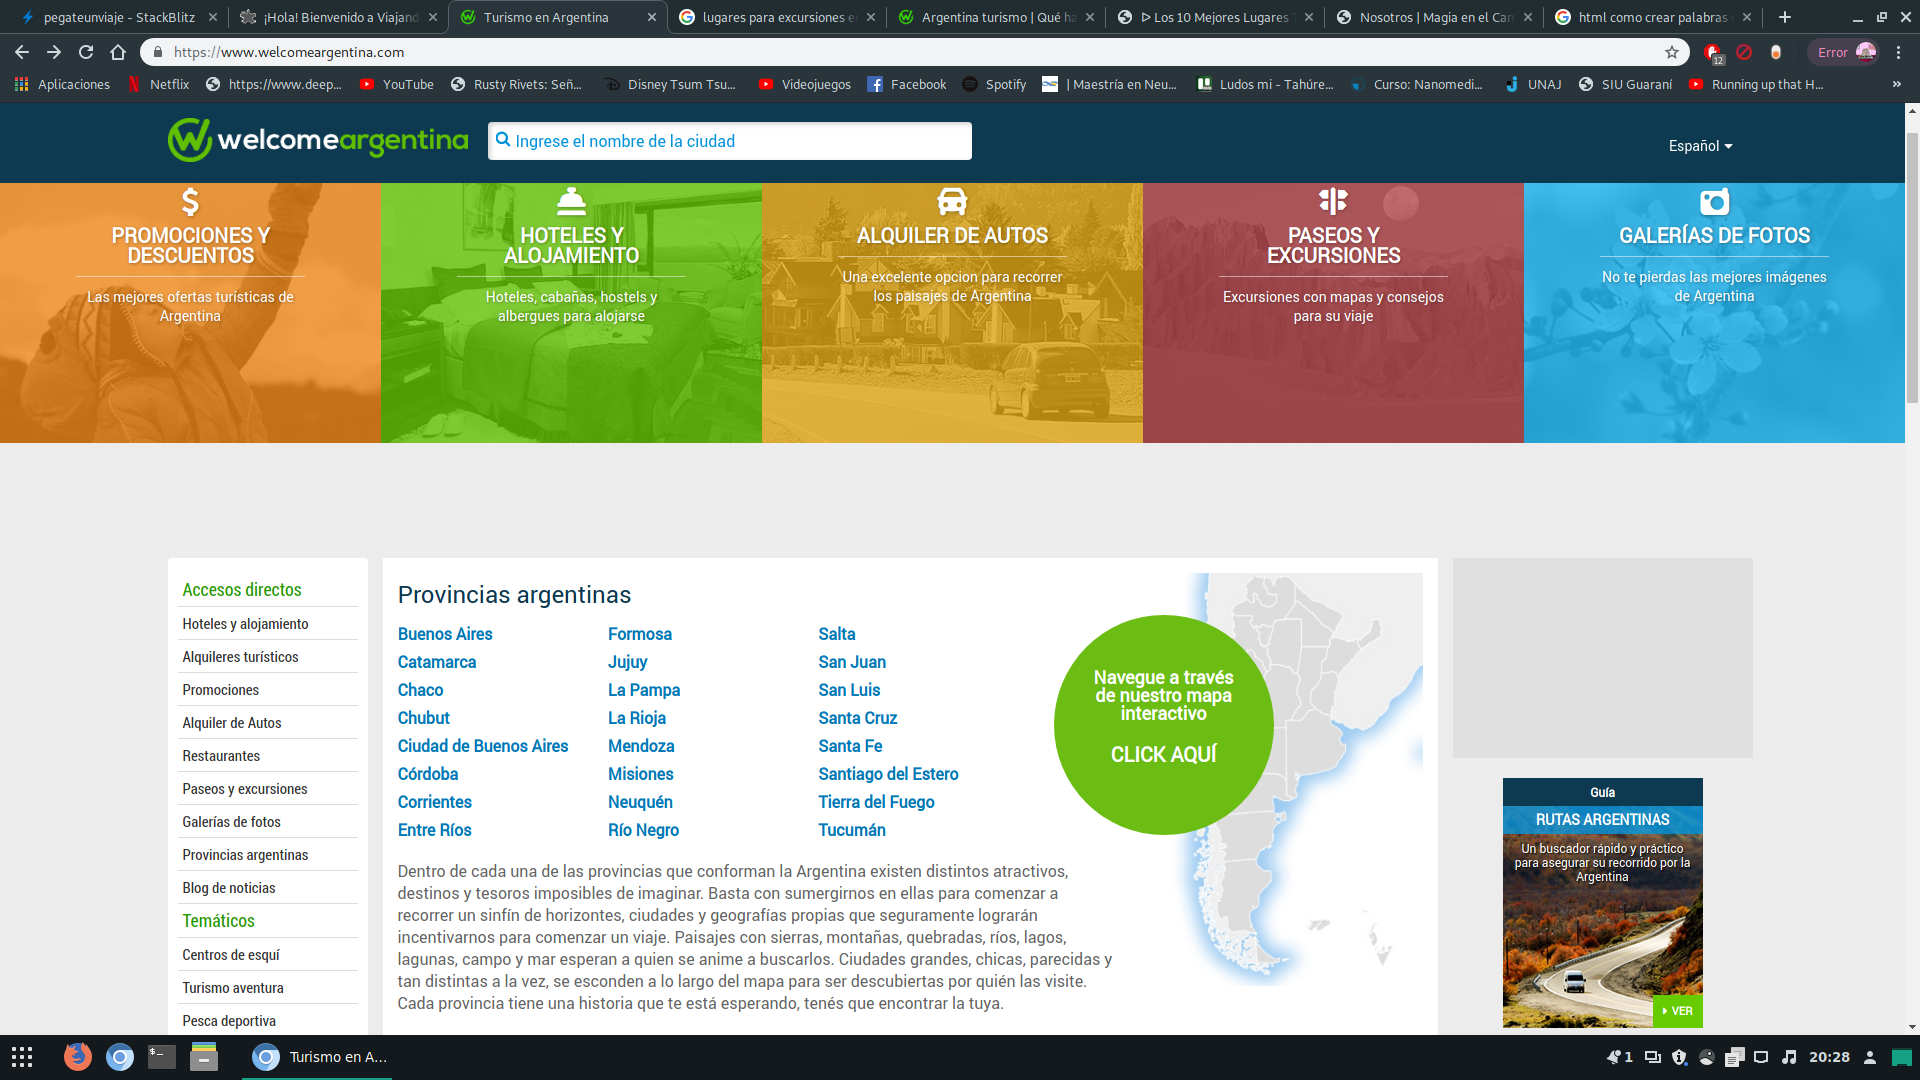 pegateunviaje - StackBlitz
¡Hola! Bienvenido a Viajand
Turismo en Argentina
lugares para excursiones e
Argentina turismo | Qué ha
ᐅ Los 10 Mejores Lugares
Nosotros | Magia en el Cam
html como crear palabras
https://www.welcomeargentina.com
12
Error
Aplicaciones
Netflix
https://www.deep...
YouTube
Rusty Rivets: Señ...
Disney Tsum Tsu...
Videojuegos
Facebook
Spotify
| Maestría en Neu...
Ludos mi - Tahúre...
Curso: Nanomedi...
UNAJ
SIU Guaraní
Running up that H...
»
welcomeargentina
Ingrese el nombre de la ciudad
Español
PROMOCIONES Y
DESCUENTOS
Las mejores ofertas turísticas de
Argentina
HOTELES Y
ALOJAMIENTO
Hoteles, cabañas, hostels y
albergues para alojarse
ALQUILER DE AUTOS
Una excelente opcion para recorrer
los paisajes de Argentina
PASEOS Y
EXCURSIONES
Excursiones con mapas y consejos
para su viaje
GALERÍAS DE FOTOS
No te pierdas las mejores imágenes
de Argentina
Accesos directos
Hoteles y alojamiento
Alquileres turísticos
Promociones
Alquiler de Autos
Restaurantes
Paseos y excursiones
Galerías de fotos
Provincias argentinas
Blog de noticias
Temáticos
Centros de esquí
Turismo aventura
Pesca deportiva
Provincias argentinas
Buenos Aires
Catamarca
Chaco
Chubut
Ciudad de Buenos Aires
Córdoba
Corrientes
Entre Ríos
Formosa
Jujuy
La Pampa
La Rioja
Mendoza
Misiones
Neuquén
Río Negro
Salta
San Juan
San Luis
Santa Cruz
Santa Fe
Santiago del Estero
Tierra del Fuego
Tucumán
Navegue a través
de nuestro mapa
interactivo
CLICK AQUÍ
Dentro de cada una de las provincias que conforman la Argentina existen distintos atractivos,
destinos y tesoros imposibles de imaginar. Basta con sumergirnos en ellas para comenzar a
recorrer un sinfín de horizontes, ciudades y geografías propias que seguramente lograrán
incentivarnos para comenzar un viaje. Paisajes con sierras, montañas, quebradas, ríos, lagos,
lagunas, campo y mar esperan a quien se anime a buscarlos. Ciudades grandes, chicas, parecidas y
tan distintas a la vez, se esconden a lo largo del mapa para ser descubiertas por quién las visite.
Cada provincia tiene una historia que te está esperando, tenés que encontrar la tuya.
Guía
RUTAS ARGENTINAS
Un buscador rápido y práctico
para asegurar su recorrido por la
Argentina
VER
Turismo en A...
1
20:28